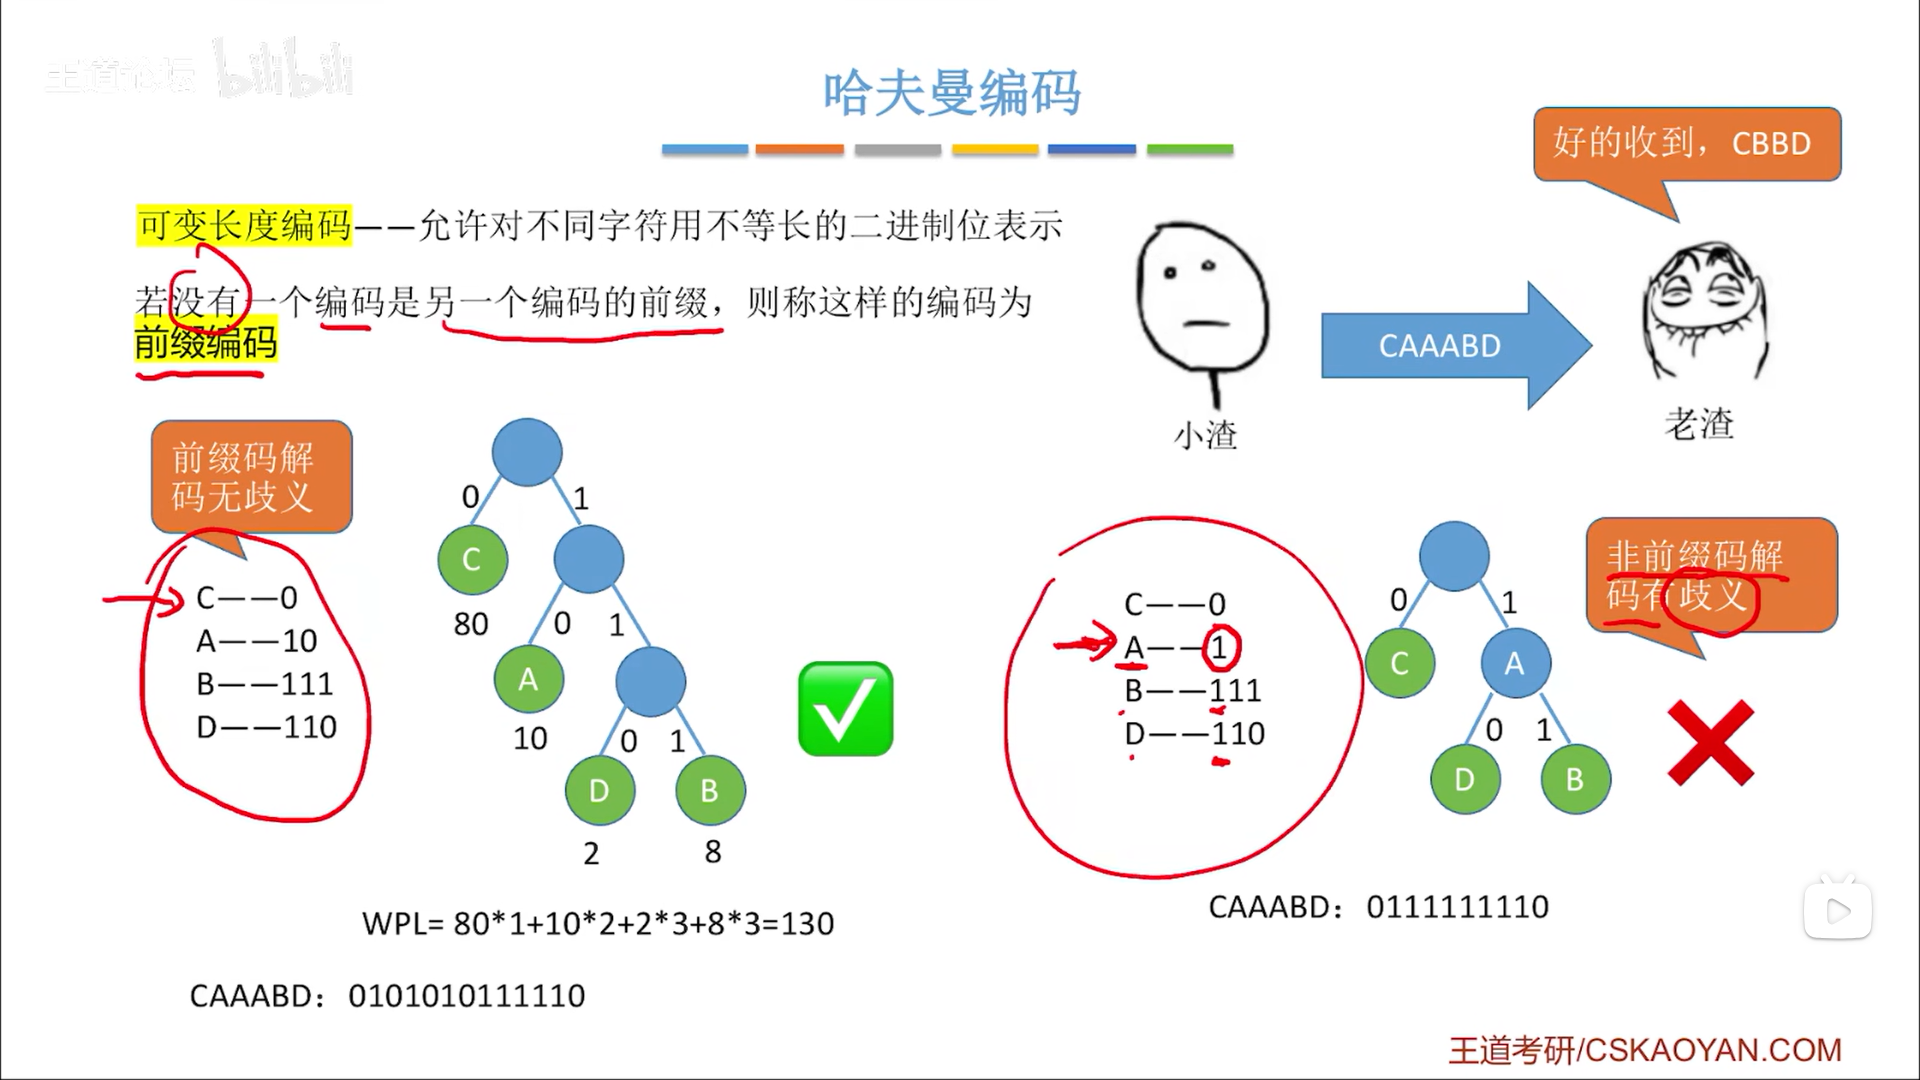 王道论坛 bilibili
哈夫曼编码
好的收到，CBBD
可变长度编码——允许对不同字符用不等长的二进制位表示
若没有一个编码是另一个编码的前缀，则称这样的编码为
前缀编码
CAAABD
小渣
老渣
前缀码解
码无歧义
C——0
A——10
B——111
D——110
0
1
C
80
0
1
A
10
0
1
D
B
2
8
WPL= 80*1+10*2+2*3+8*3=130
CAAABD：0101010111110
C——0
A——1
B——111
D——110
0
1
C
A
0
1
D
B
非前缀码解
码有歧义
CAAABD：0111111110
王道考研/CSKAOYAN.COM